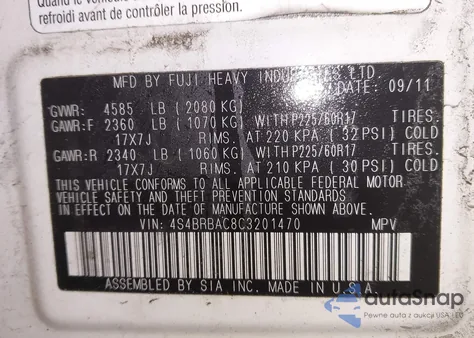 refroidi avant de contrôler la pression.
MFD BY FUJI HEAVY INDUSTRIES LTD.
DATE: 09/11
GVWR: 4585 LB (2080 KG)
GAWR:F 2360 LB (1070 KG) WITH P225/60R17 TIRES.
17X7J RIMS. AT 220 KPA (32 PSI) COLD
GAWR:R 2340 LB (1060 KG) WITH P225/60R17 TIRES.
17X7J RIMS. AT 210 KPA (30 PSI) COLD
THIS VEHICLE CONFORMS TO ALL APPLICABLE FEDERAL MOTOR
VEHICLE SAFETY AND THEFT PREVENTION STANDARDS
IN EFFECT ON THE DATE OF MANUFACTURE SHOWN ABOVE.
VIN: 4S4BRBAC8C3201470 MPV
ASSEMBLED BY SIA INC. MADE IN U.S.A.
autoSnap
Pewne auta z aukcji USA i EU